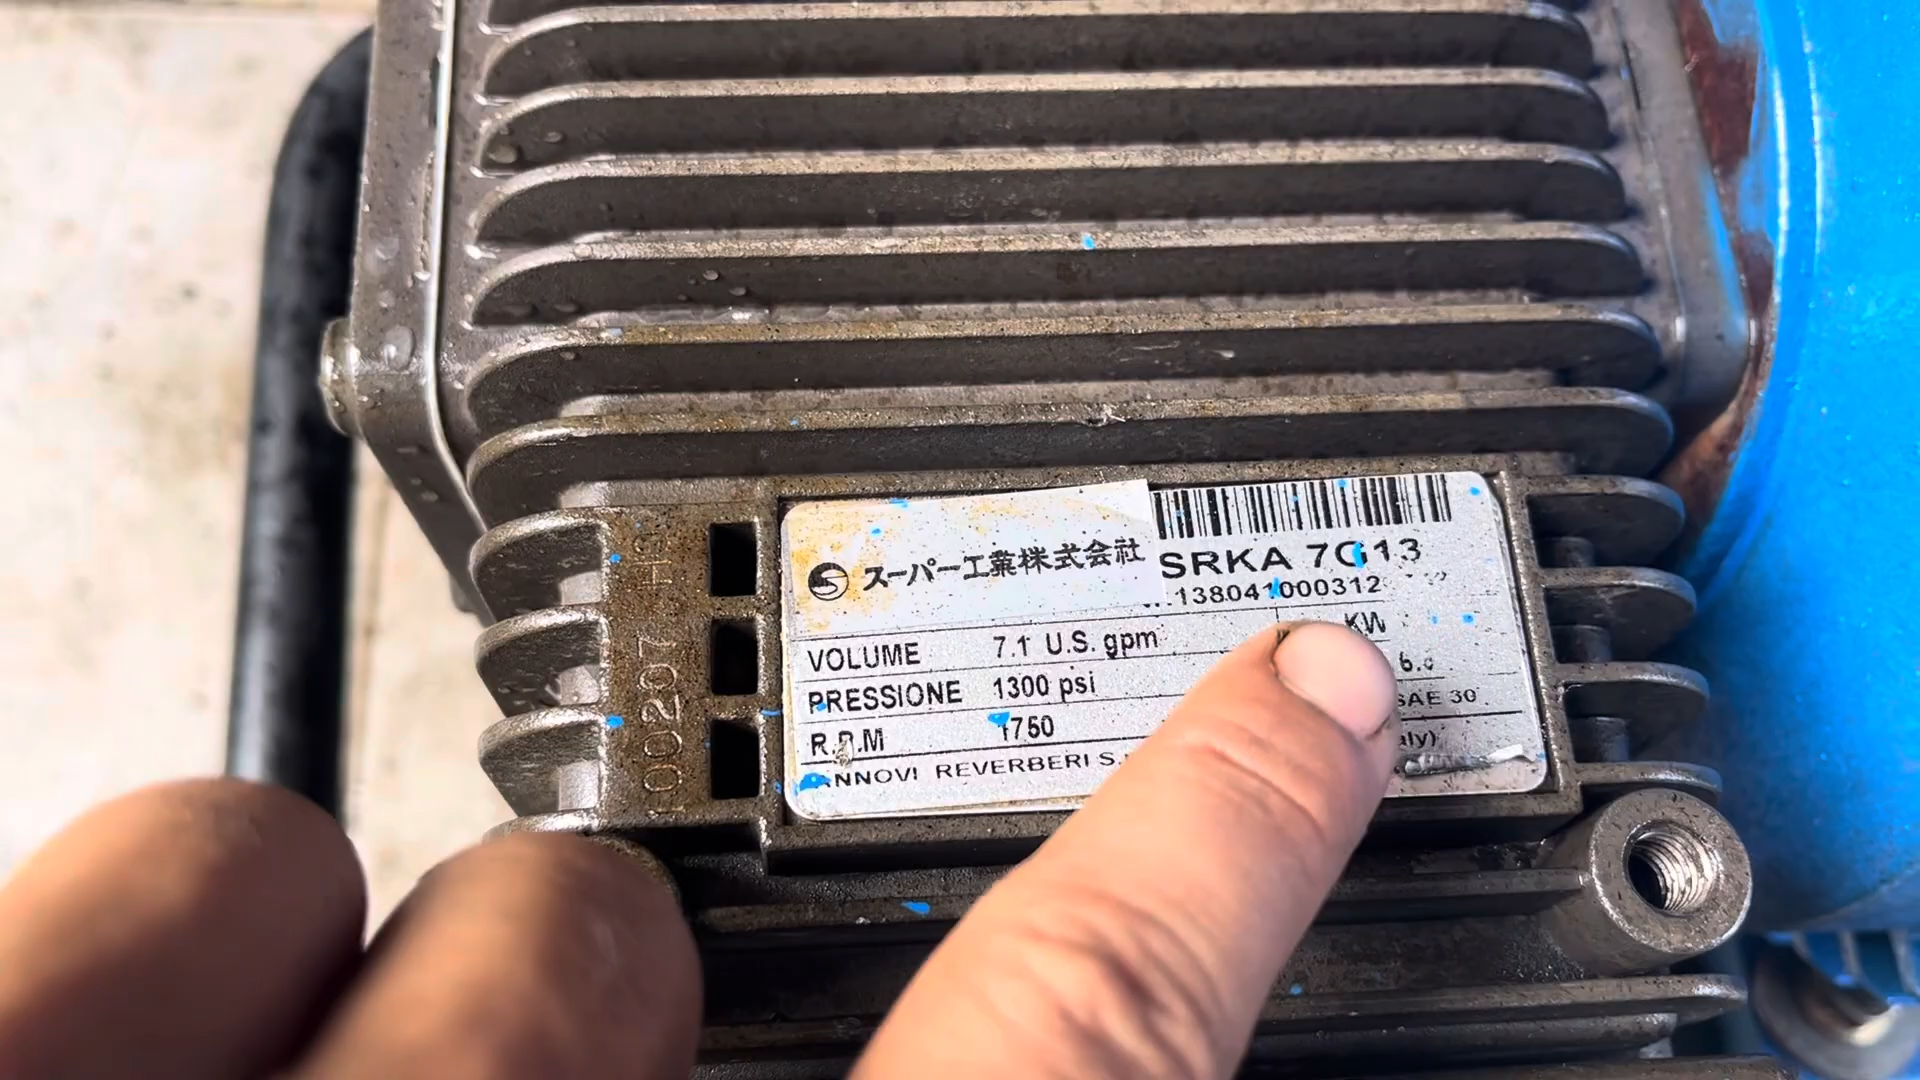 スーパー工業株式会社
SRKA 7G13
138041000312
VOLUME 7.1 U.S. gpm KW
PRESSIONE 1300 psi
R.P.M 1750 SAE 30
ANNOVI REVERBERI
100207